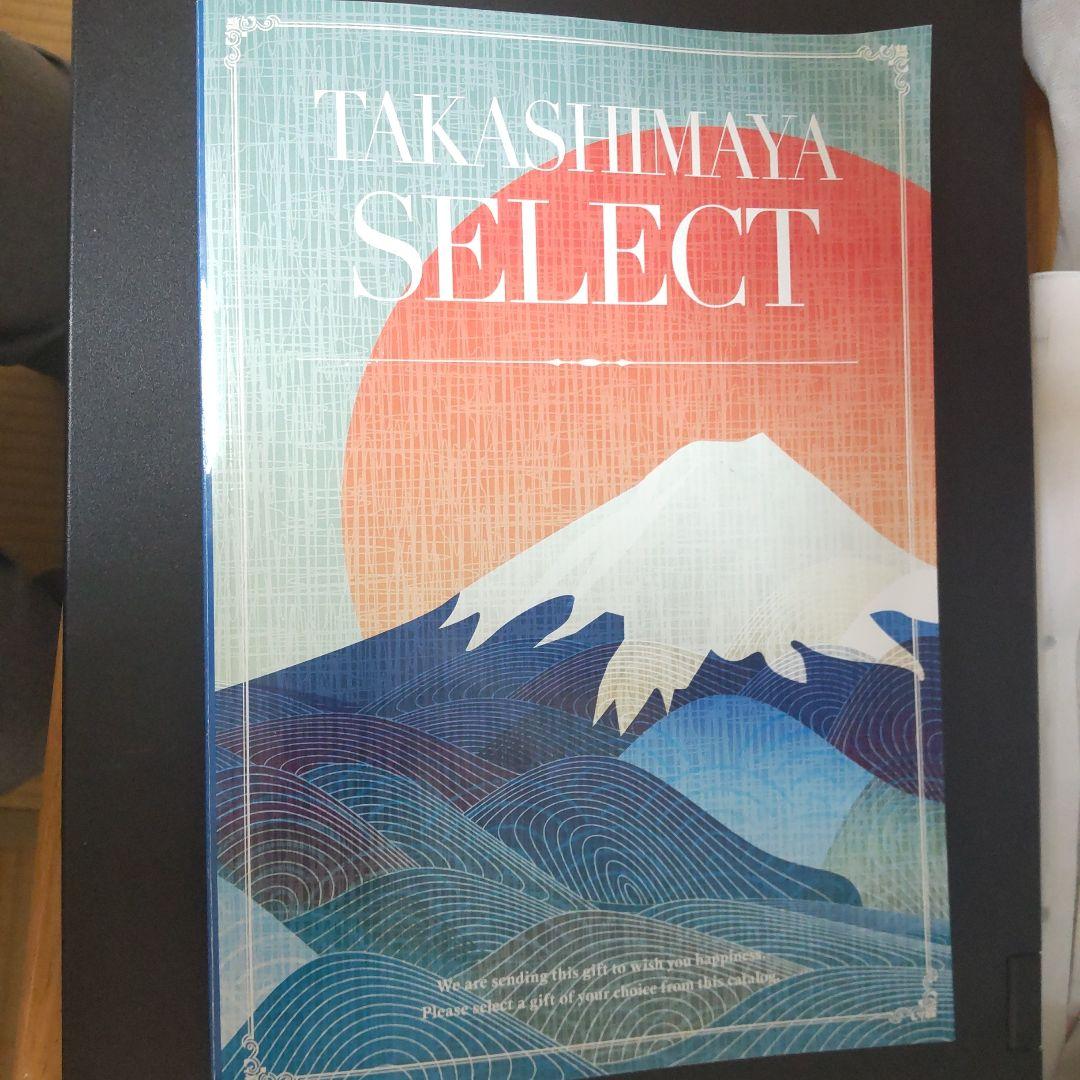 TAKASHIMAYA
SELECT
We are sending this gift to wish you happiness.
Please select a gift of your choice from this catalog.